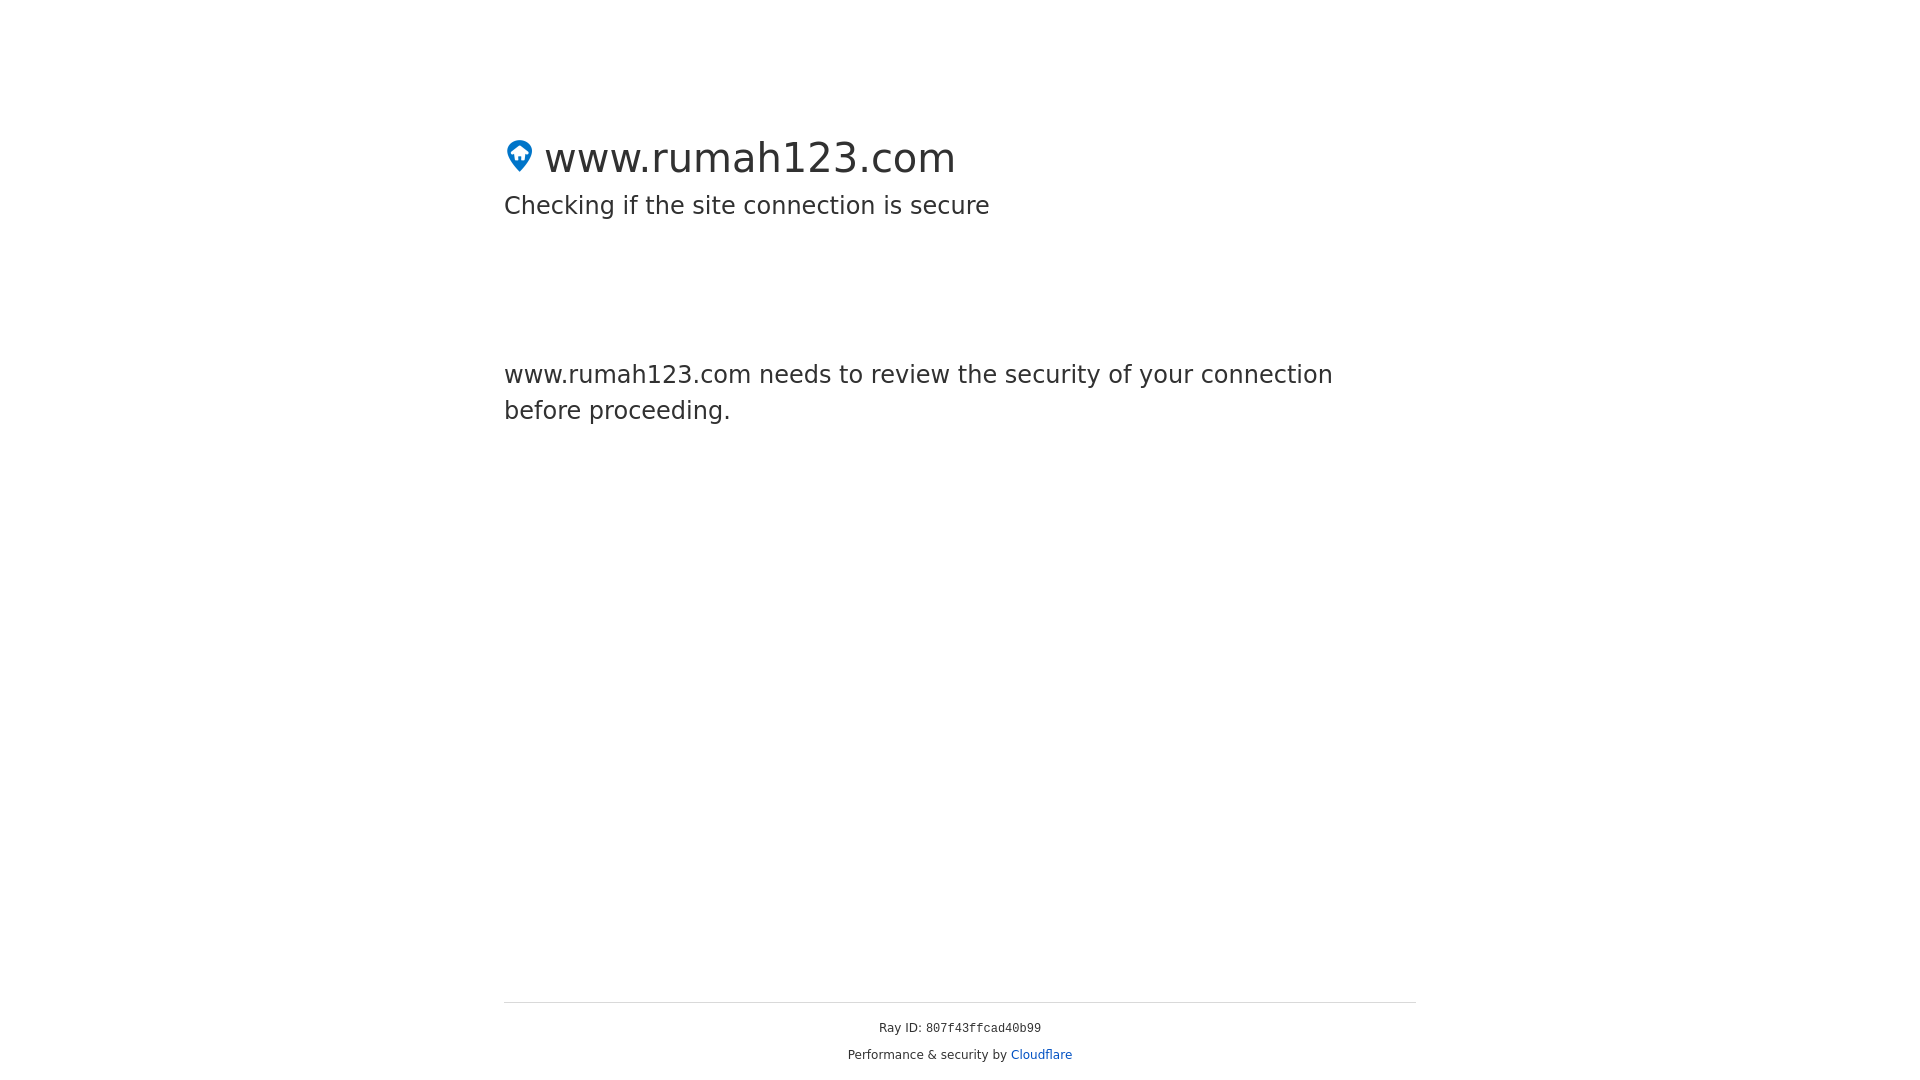 www.rumah123.com
Checking if the site connection is secure
www.rumah123.com needs to review the security of your connection
before proceeding.
Ray ID: 807f43ffcad40b99
Performance & security by Cloudflare